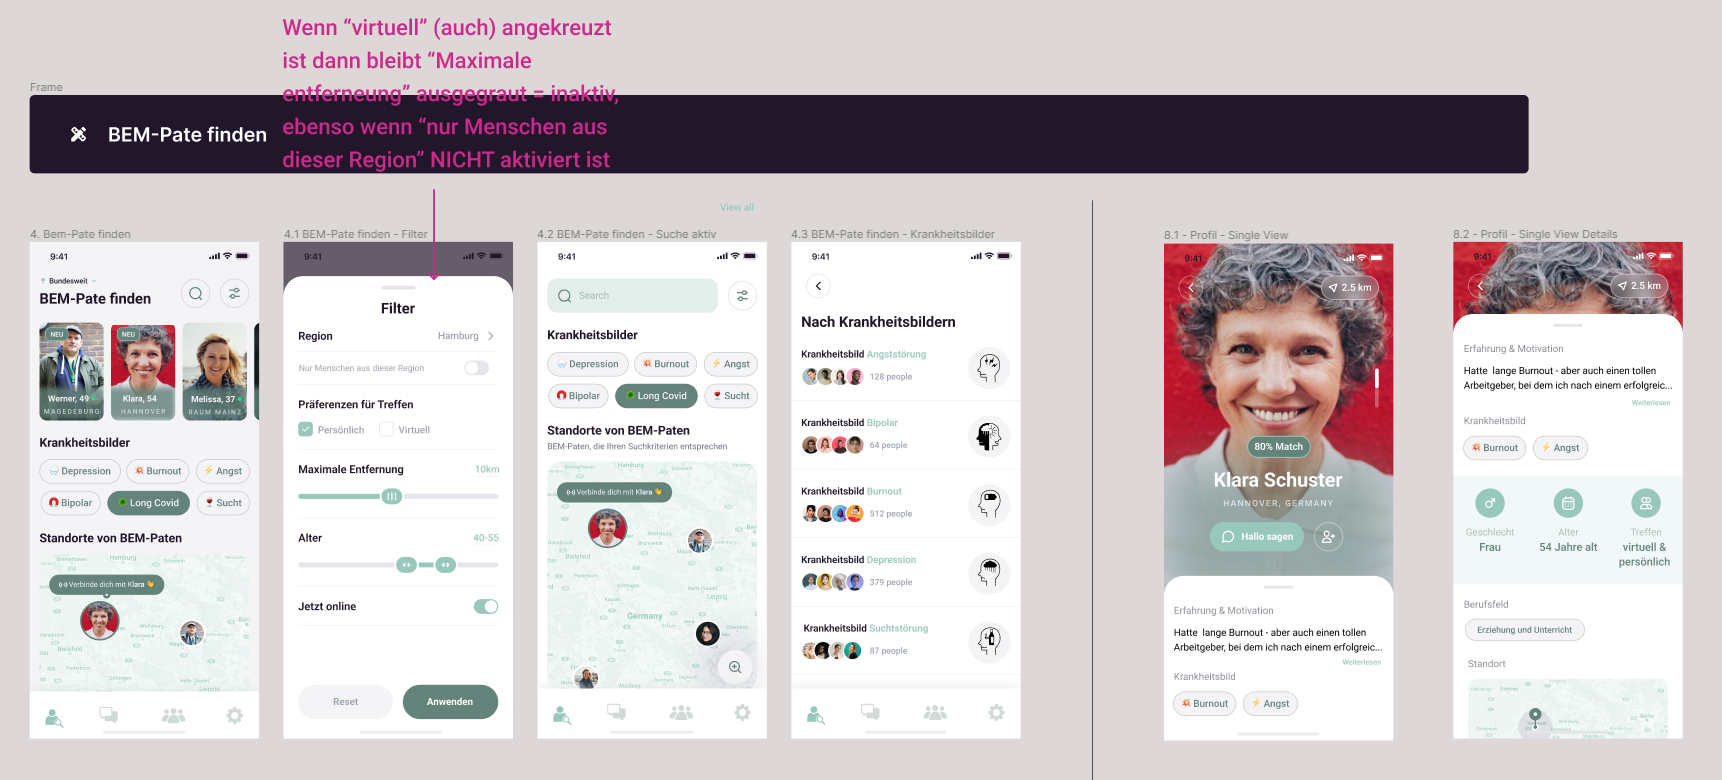 Wenn “virtuell” (auch) angekreuzt
ist dann bleibt “Maximale
entferneung” ausgegraut = inaktiv,
ebenso wenn “nur Menschen aus
dieser Region” NICHT aktiviert ist
Frame
BEM-Pate finden
View all
4. Bem-Pate finden
9:41
Bundesweit
BEM-Pate finden
NEU
Werner, 49
MAGEDEBURG
NEU
Klara, 54
HANNOVER
Melissa, 37
RAUM MAINZ
Krankheitsbilder
Depression
Burnout
Angst
Bipolar
Long Covid
Sucht
Standorte von BEM-Paten
Hamburg
Verbinde dich mit Klara
4.1 BEM-Pate finden - Filter
9:41
Filter
Region
Hamburg
Nur Menschen aus dieser Region
Präferenzen für Treffen
Persönlich
Virtuell
Maximale Entfernung
10km
Alter
40-55
Jetzt online
Reset
Anwenden
4.2 BEM-Pate finden - Suche aktiv
9:41
Search
Krankheitsbilder
Depression
Burnout
Angst
Bipolar
Long Covid
Sucht
Standorte von BEM-Paten
BEM-Paten, die Ihren Suchkriterien entsprechen
Hamburg
Verbinde dich mit Klara
Bielefeld
Leipzig
Germany
4.3 BEM-Pate finden - Krankheitsbilder
9:41
Nach Krankheitsbildern
Krankheitsbild Angststörung
128 people
Krankheitsbild Bipolar
64 people
Krankheitsbild Burnout
512 people
Krankheitsbild Depression
379 people
Krankheitsbild Suchtstörung
87 people
8.1 - Profil - Single View
9:41
2.5 km
80% Match
Klara Schuster
HANNOVER, GERMANY
Hallo sagen
Erfahrung & Motivation
Hatte lange Burnout - aber auch einen tollen
Arbeitgeber, bei dem ich nach einem erfolgreic...
Weiterlesen
Krankheitsbild
Burnout
Angst
8.2 - Profil - Single View Details
9:41
2.5 km
Erfahrung & Motivation
Hatte lange Burnout - aber auch einen tollen
Arbeitgeber, bei dem ich nach einem erfolgreic...
Weiterlesen
Krankheitsbild
Burnout
Angst
Geschlecht
Frau
Alter
54 Jahre alt
Treffen
virtuell &
persönlich
Berufsfeld
Erziehung und Unterricht
Standort